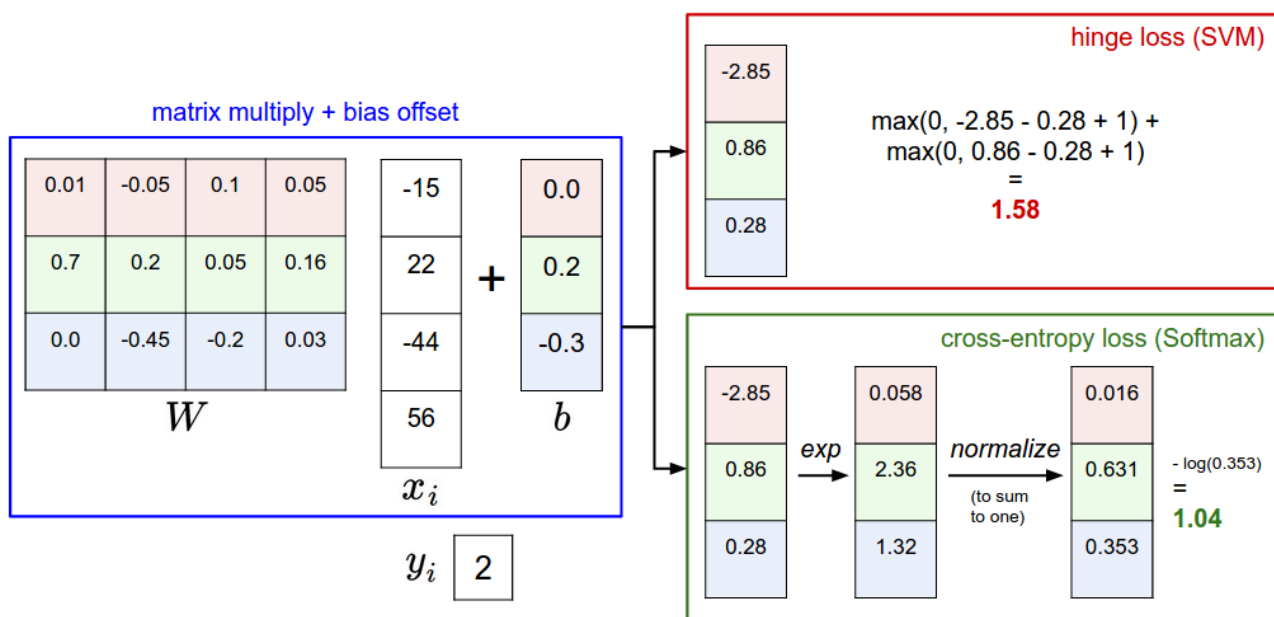 matrix multiply + bias offset
0.01 -0.05 0.1 0.05
0.7 0.2 0.05 0.16
0.0 -0.45 -0.2 0.03
W
-15
22
-44
56
x_i
+
0.0
0.2
-0.3
b
y_i 2
hinge loss (SVM)
-2.85
0.86
0.28
max(0, -2.85 - 0.28 + 1) +
max(0, 0.86 - 0.28 + 1)
=
1.58
cross-entropy loss (Softmax)
-2.85
0.86
0.28
exp
0.058
2.36
1.32
normalize
(to sum
to one)
0.016
0.631
0.353
- log(0.353)
=
1.04